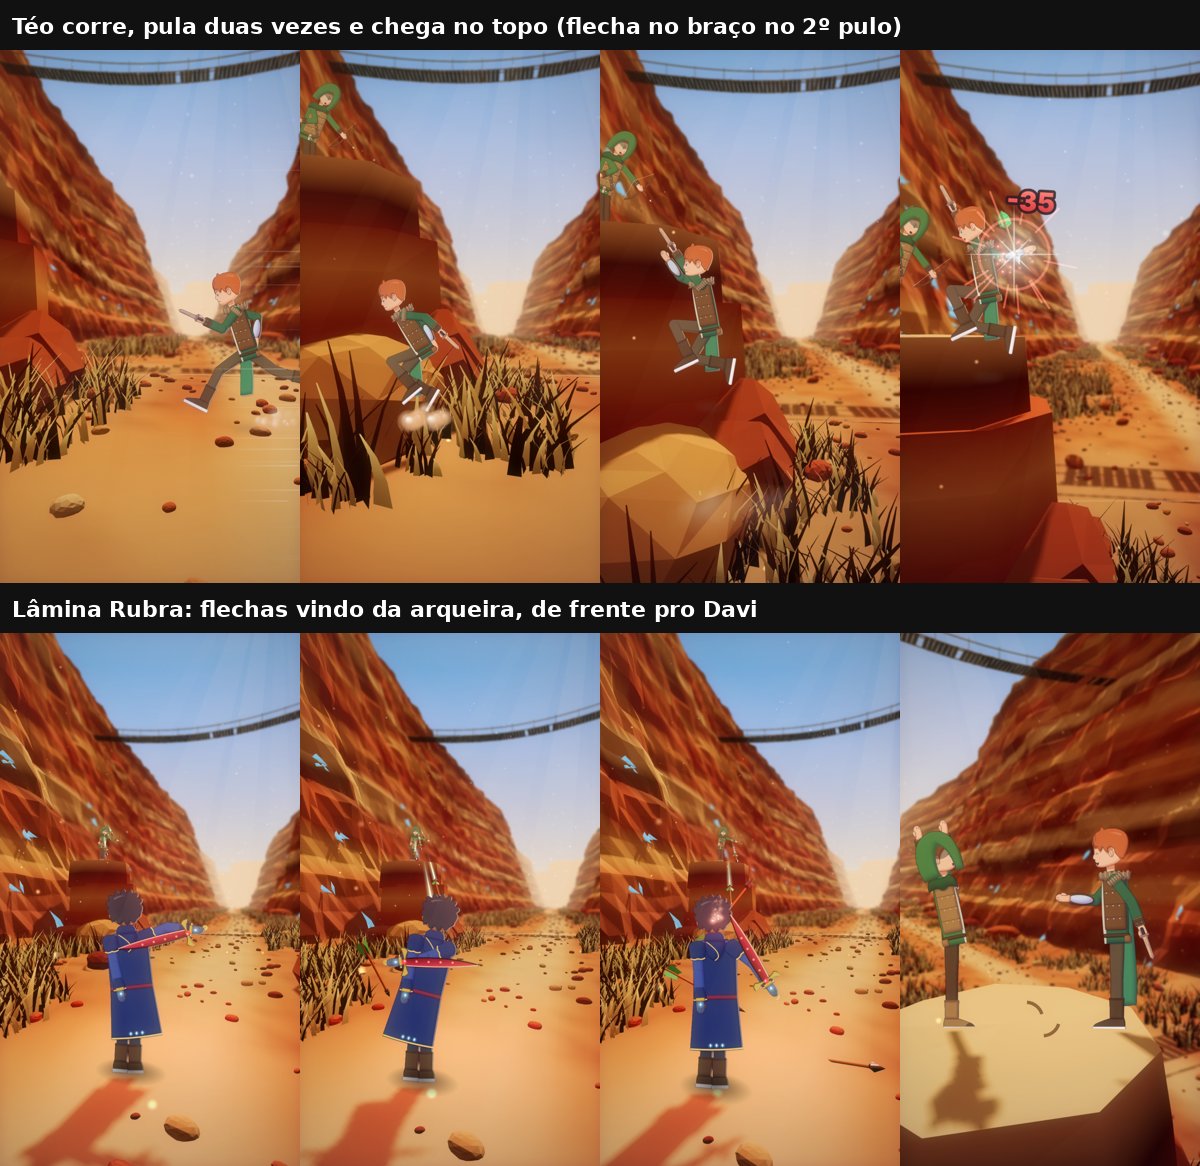 Téo corre, pula duas vezes e chega no topo (flecha no braço no 2º pulo)
-35
Lâmina Rubra: flechas vindo da arqueira, de frente pro Davi